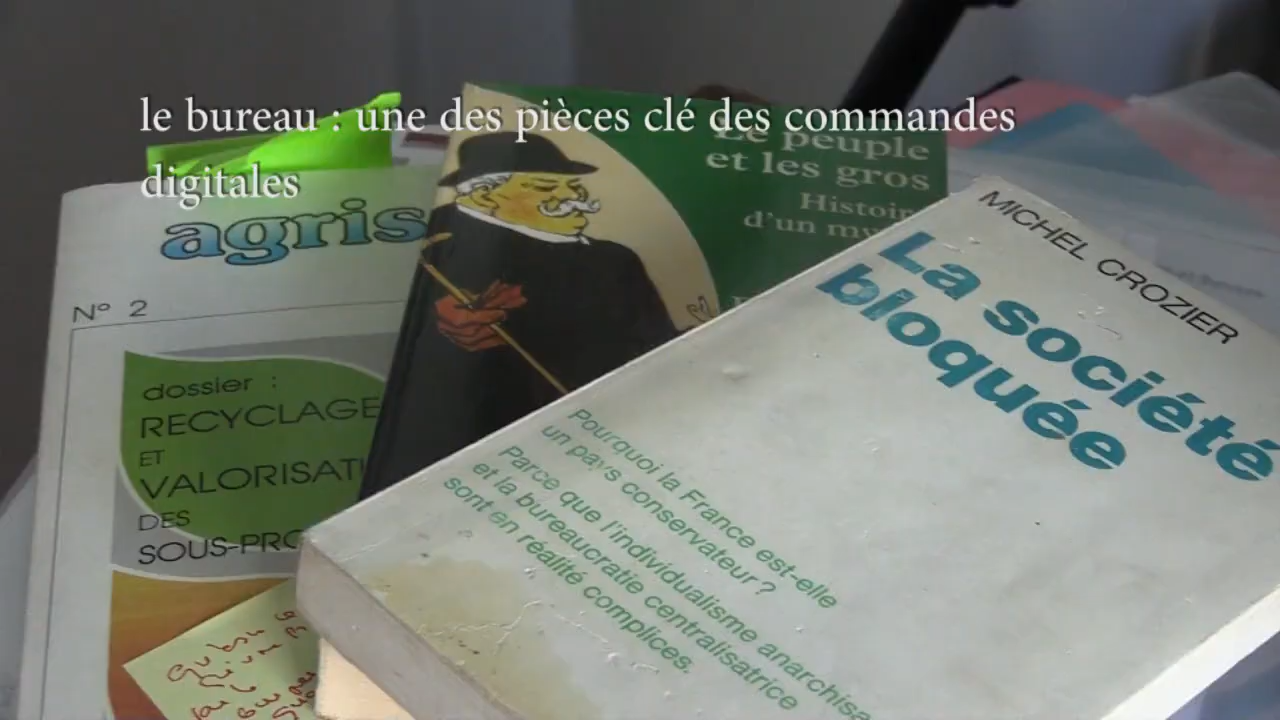 le bureau : une des pièces clé des commandes
digitales
agris
N° 2
dossier :
RECYCLAGE
ET
VALORISATI
DES
SOUS-PRO
Le peuple
et les gros
Histoir
d'un my
MICHEL CROZIER
La société
bloquée
Pourquoi la France est-elle
un pays conservateur ?
Parce que l'individualisme anarchisa
et la bureaucratie centralisatrice
sont en réalité complices.